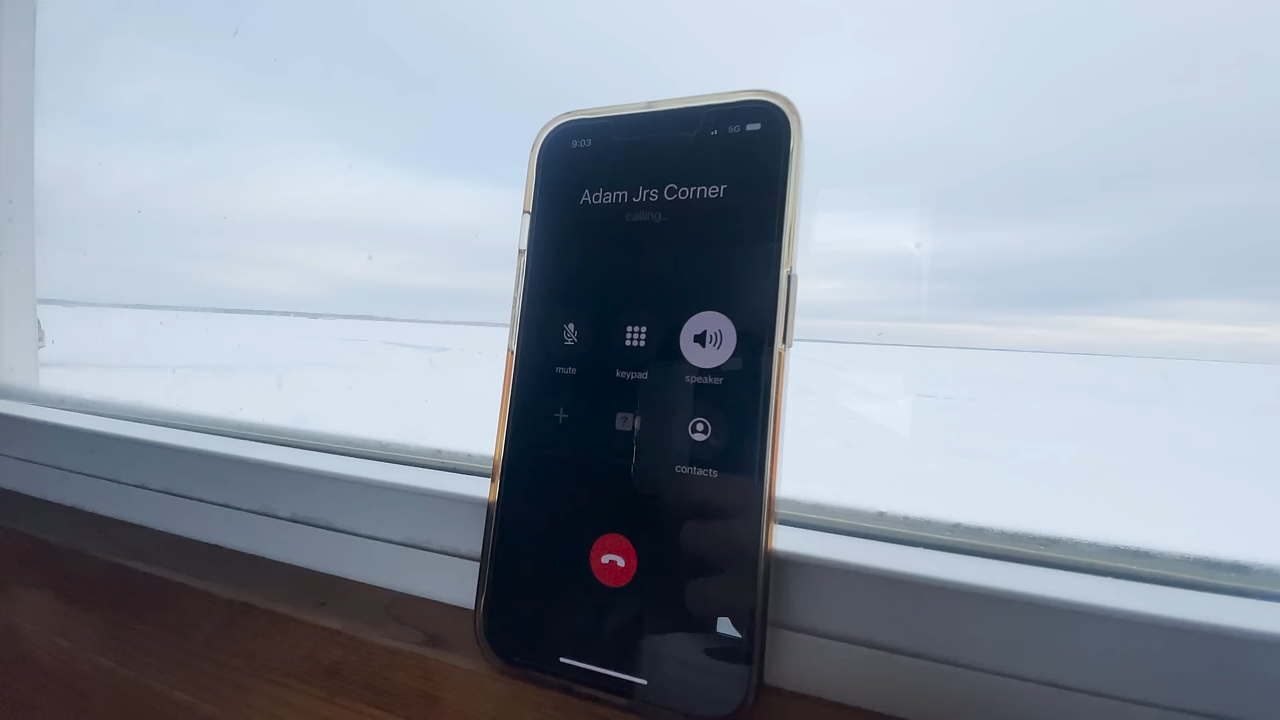 9:03
5G
Adam Jrs Corner
calling...
mute
keypad
speaker
?
contacts